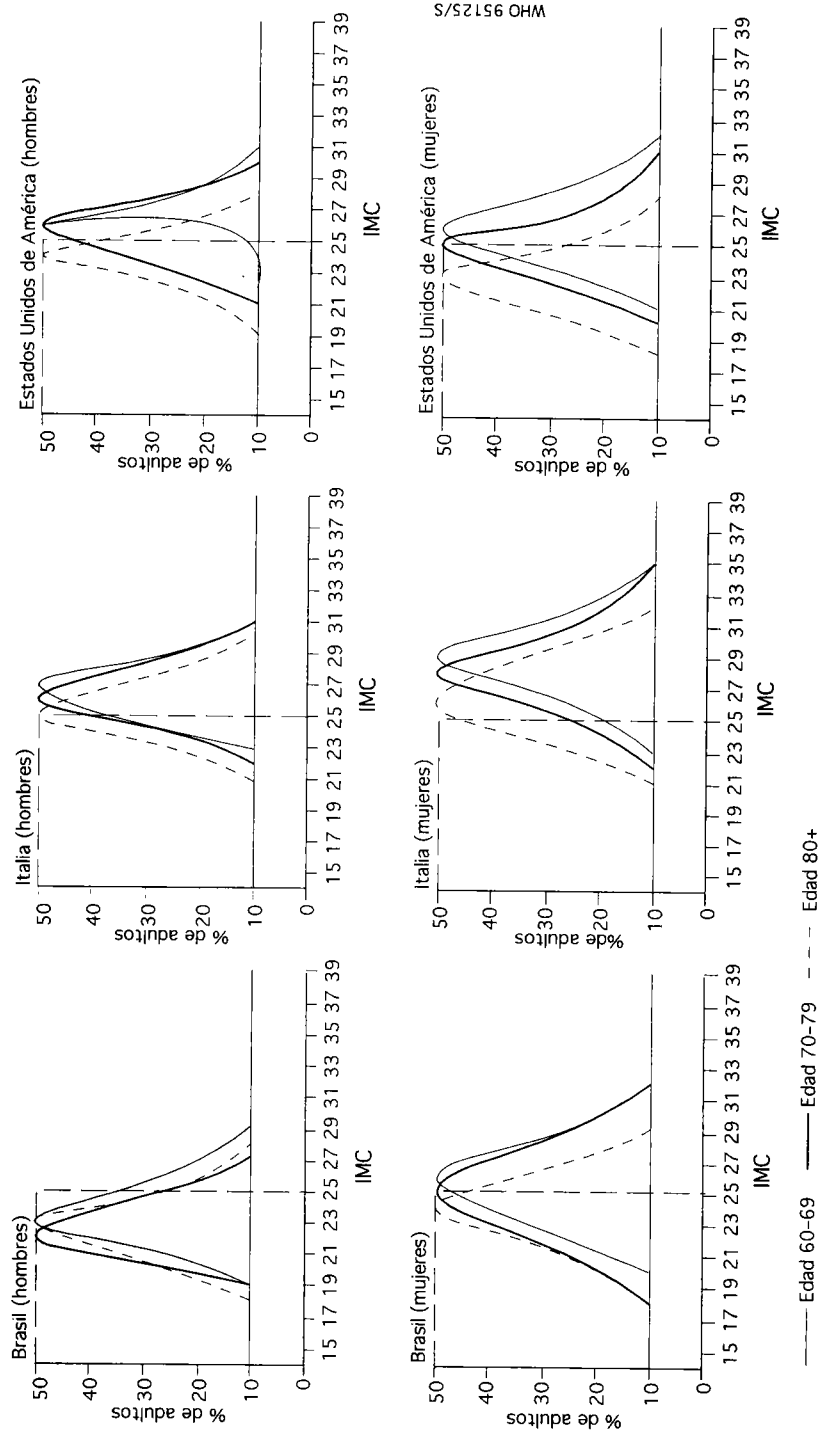 Brasil (hombres)
50
40
30
20
10
0
% de adultos
15 17 19 21 23 25 27 29 31 33 35 37 39
IMC
Italia (hombres)
50
40
30
20
10
0
% de adultos
15 17 19 21 23 25 27 29 31 33 35 37 39
IMC
Estados Unidos de América (hombres)
50
40
30
20
10
0
% de adultos
15 17 19 21 23 25 27 29 31 33 35 37 39
IMC
Brasil (mujeres)
50
40
30
20
10
0
% de adultos
15 17 19 21 23 25 27 29 31 33 35 37 39
IMC
Italia (mujeres)
50
40
30
20
10
0
%de adultos
15 17 19 21 23 25 27 29 31 33 35 37 39
IMC
Estados Unidos de América (mujeres)
50
40
30
20
10
0
% de adultos
15 17 19 21 23 25 27 29 31 33 35 37 39
IMC
Edad 60-69 Edad 70-79 Edad 80+
WHO 95125/S